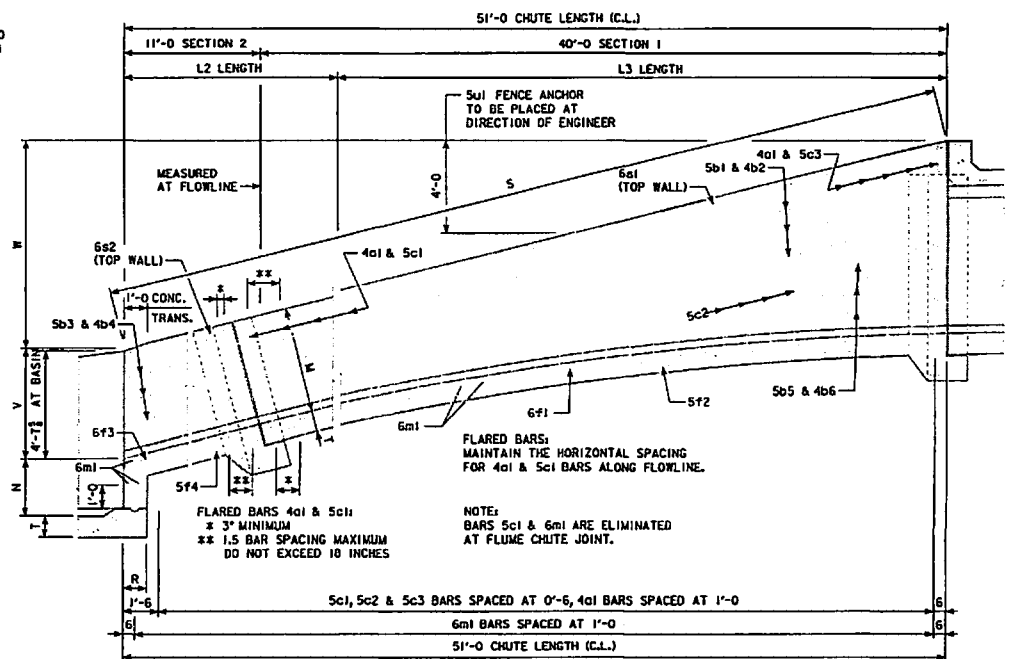 51'-0 CHUTE LENGTH (C.L.)
11'-0 SECTION 2
40'-0 SECTION 1
L2 LENGTH
L3 LENGTH
5u1 FENCE ANCHOR
TO BE PLACED AT
DIRECTION OF ENGINEER
MEASURED
AT FLOWLINE
4'-0
S
6s1
(TOP WALL)
5b1 & 4b2
4a1 & 5c3
W
6s2
(TOP WALL)
**
*
4a1 & 5c1
1'-0 CONC.
TRANS.
5b3 & 4b4
5c2
M
V
AT BASIN
5b5 & 4b6
6f3
6m1
6f1
5f2
6m1
FLARED BARS:
MAINTAIN THE HORIZONTAL SPACING
FOR 4a1 & 5c1 BARS ALONG FLOWLINE.
N
1'-0
5f4
**
*
T
FLARED BARS 4a1 & 5c1:
* 3" MINIMUM
** 1.5 BAR SPACING MAXIMUM
DO NOT EXCEED 18 INCHES
NOTE:
BARS 5c1 & 6m1 ARE ELIMINATED
AT FLUME CHUTE JOINT.
R
1'-6
5c1, 5c2 & 5c3 BARS SPACED AT 0'-6, 4a1 BARS SPACED AT 1'-0
6
6
6m1 BARS SPACED AT 1'-0
6
51'-0 CHUTE LENGTH (C.L.)